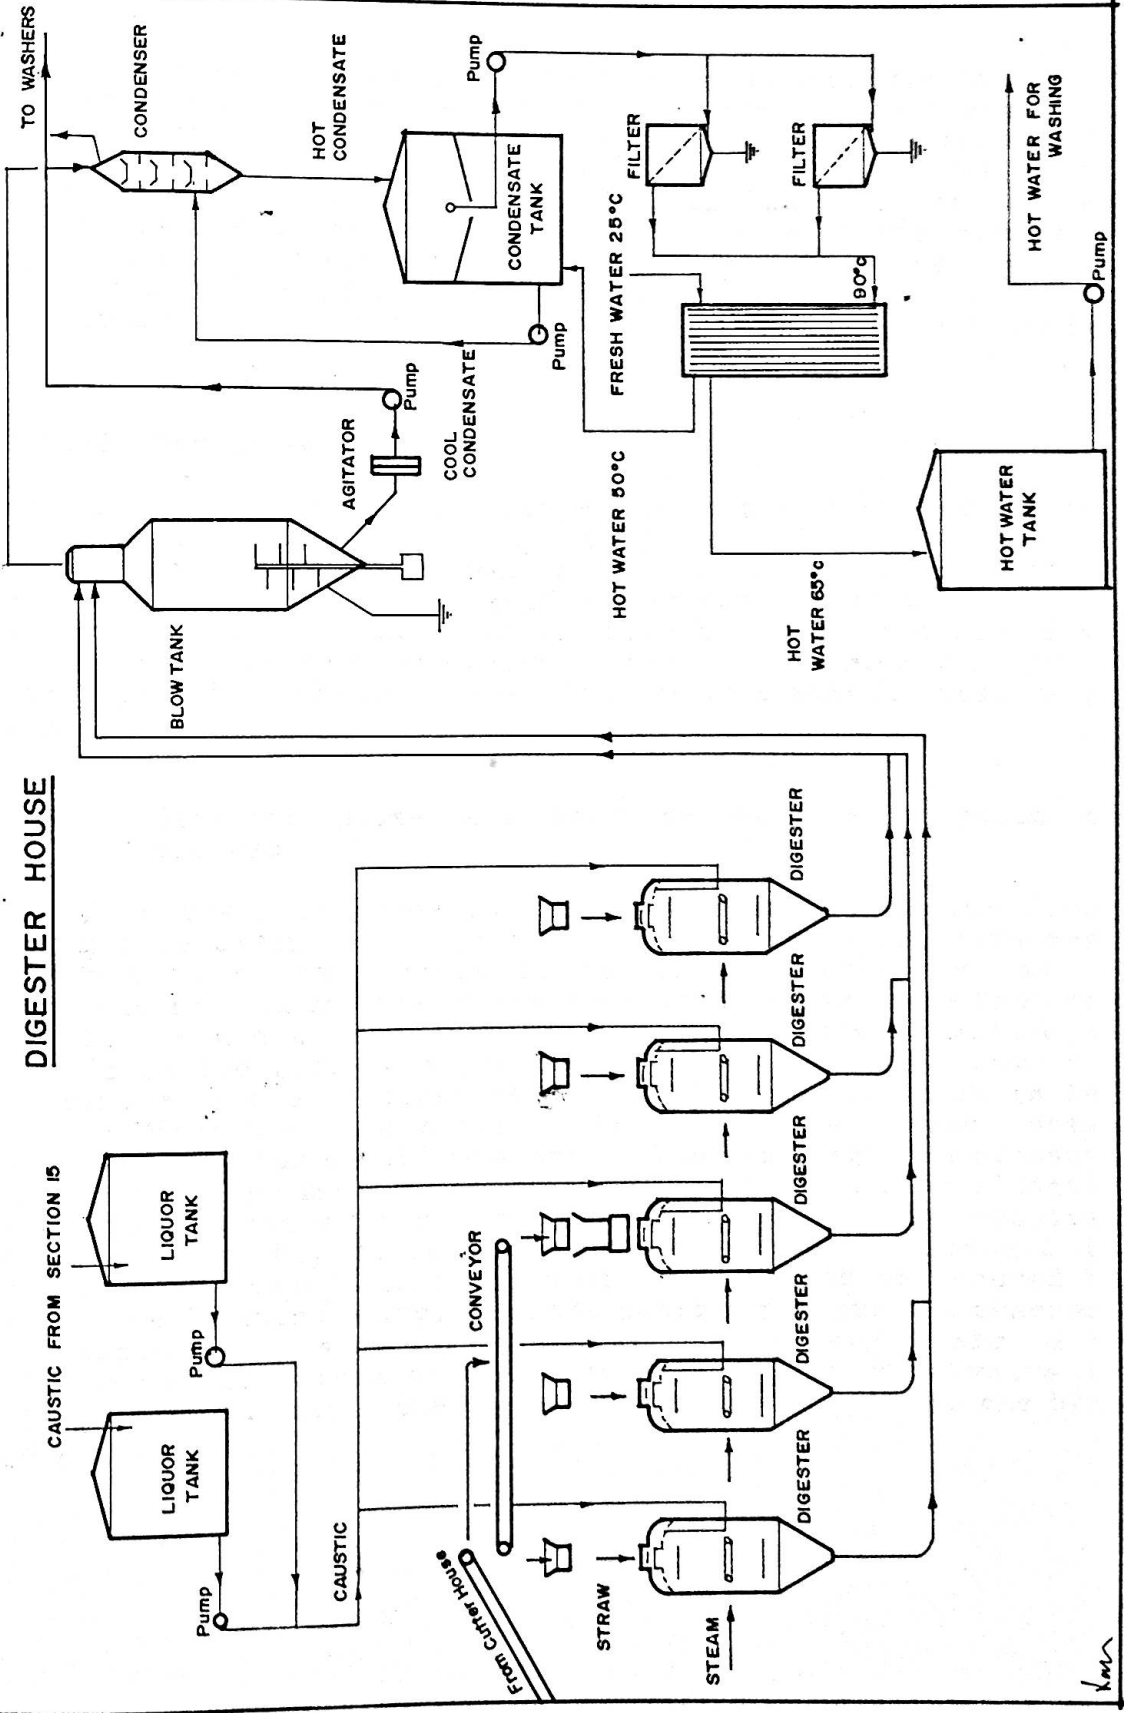 DIGESTER HOUSE
CAUSTIC FROM SECTION 15
LIQUOR
TANK
LIQUOR
TANK
Pump
Pump
CAUSTIC
From Cutter House
CONVEYOR
STRAW
STEAM
DIGESTER
DIGESTER
DIGESTER
DIGESTER
DIGESTER
BLOW TANK
AGITATOR
Pump
COOL
CONDENSATE
TO WASHERS
CONDENSER
HOT
CONDENSATE
CONDENSATE
TANK
Pump
Pump
FILTER
FILTER
FRESH WATER 25°C
90°C
HOT WATER 50°C
HOT
WATER 65°C
HOT WATER
TANK
Pump
HOT WATER FOR
WASHING